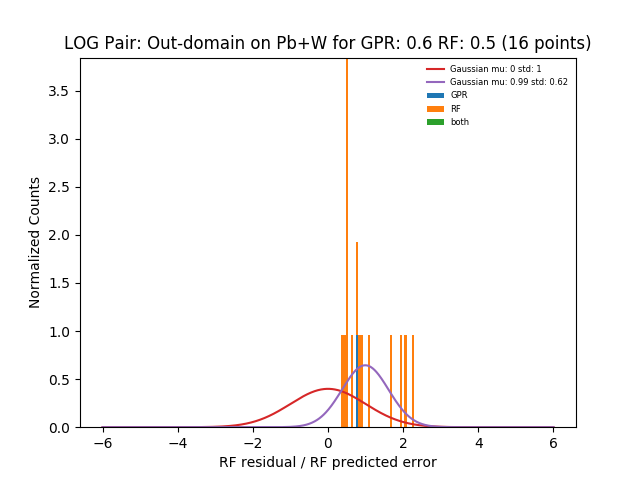 LOG Pair: Out-domain on Pb+W for GPR: 0.6 RF: 0.5 (16 points)
Gaussian mu: 0 std: 1
Gaussian mu: 0.99 std: 0.62
GPR
RF
both
Normalized Counts
3.5
3.0
2.5
2.0
1.5
1.0
0.5
0.0
−6 −4 −2 0 2 4 6
RF residual / RF predicted error